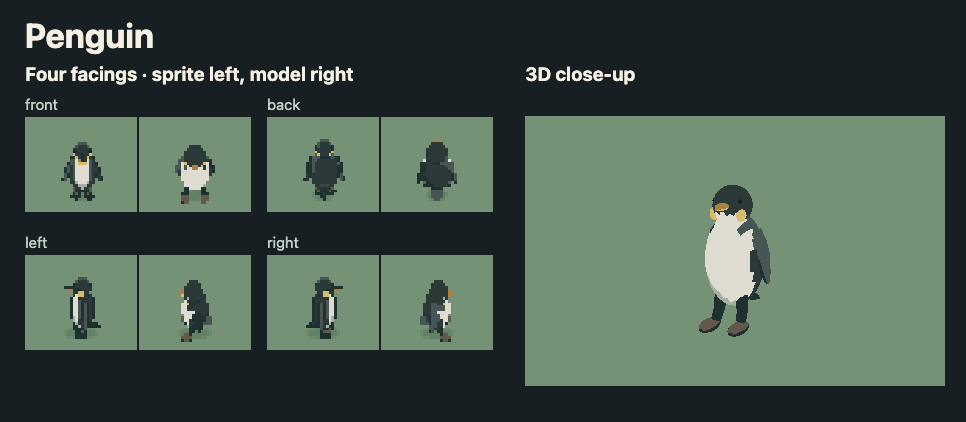 Penguin
Four facings · sprite left, model right
3D close-up
front
back
left
right